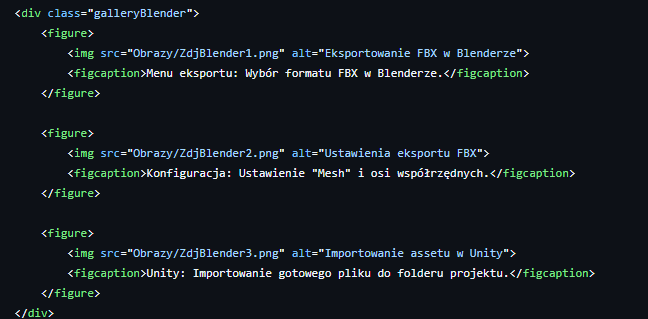 <div class="galleryBlender">
<figure>
<img src="Obrazy/ZdjBlender1.png" alt="Eksportowanie FBX w Blenderze">
<figcaption>Menu eksportu: Wybór formatu FBX w Blenderze.</figcaption>
</figure>
<figure>
<img src="Obrazy/ZdjBlender2.png" alt="Ustawienia eksportu FBX">
<figcaption>Konfiguracja: Ustawienie "Mesh" i osi współrzędnych.</figcaption>
</figure>
<figure>
<img src="Obrazy/ZdjBlender3.png" alt="Importowanie assetu w Unity">
<figcaption>Unity: Importowanie gotowego pliku do folderu projektu.</figcaption>
</figure>
</div>